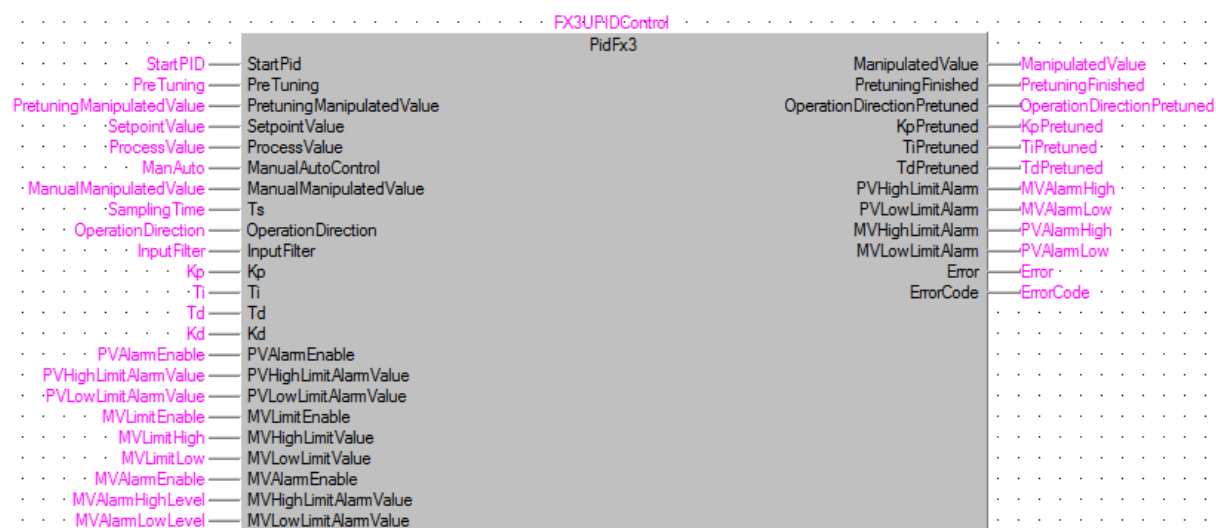 FX3UPIDControl
PidFx3
StartPID StartPid ManipulatedValue ManipulatedValue
PreTuning PreTuning PretuningFinished PretuningFinished
PretuningManipulatedValue PretuningManipulatedValue OperationDirectionPretuned OperationDirectionPretuned
SetpointValue SetpointValue KpPretuned KpPretuned
ProcessValue ProcessValue TiPretuned TiPretuned
ManAuto ManualAutoControl TdPretuned TdPretuned
ManualManipulatedValue ManualManipulatedValue PVHighLimitAlarm MVAlarmHigh
SamplingTime Ts PVLowLimitAlarm MVAlarmLow
OperationDirection OperationDirection MVHighLimitAlarm PVAlarmHigh
InputFilter InputFilter MVLowLimitAlarm PVAlarmLow
Kp Kp Error Error
Ti Ti ErrorCode ErrorCode
Td Td
Kd Kd
PVAlarmEnable PVAlarmEnable
PVHighLimitAlarmValue PVHighLimitAlarmValue
PVLowLimitAlarmValue PVLowLimitAlarmValue
MVLimitEnable MVLimitEnable
MVLimitHigh MVHighLimitValue
MVLimitLow MVLowLimitValue
MVAlarmEnable MVAlarmEnable
MVAlarmHighLevel MVHighLimitAlarmValue
MVAlarmLowLevel MVLowLimitAlarmValue